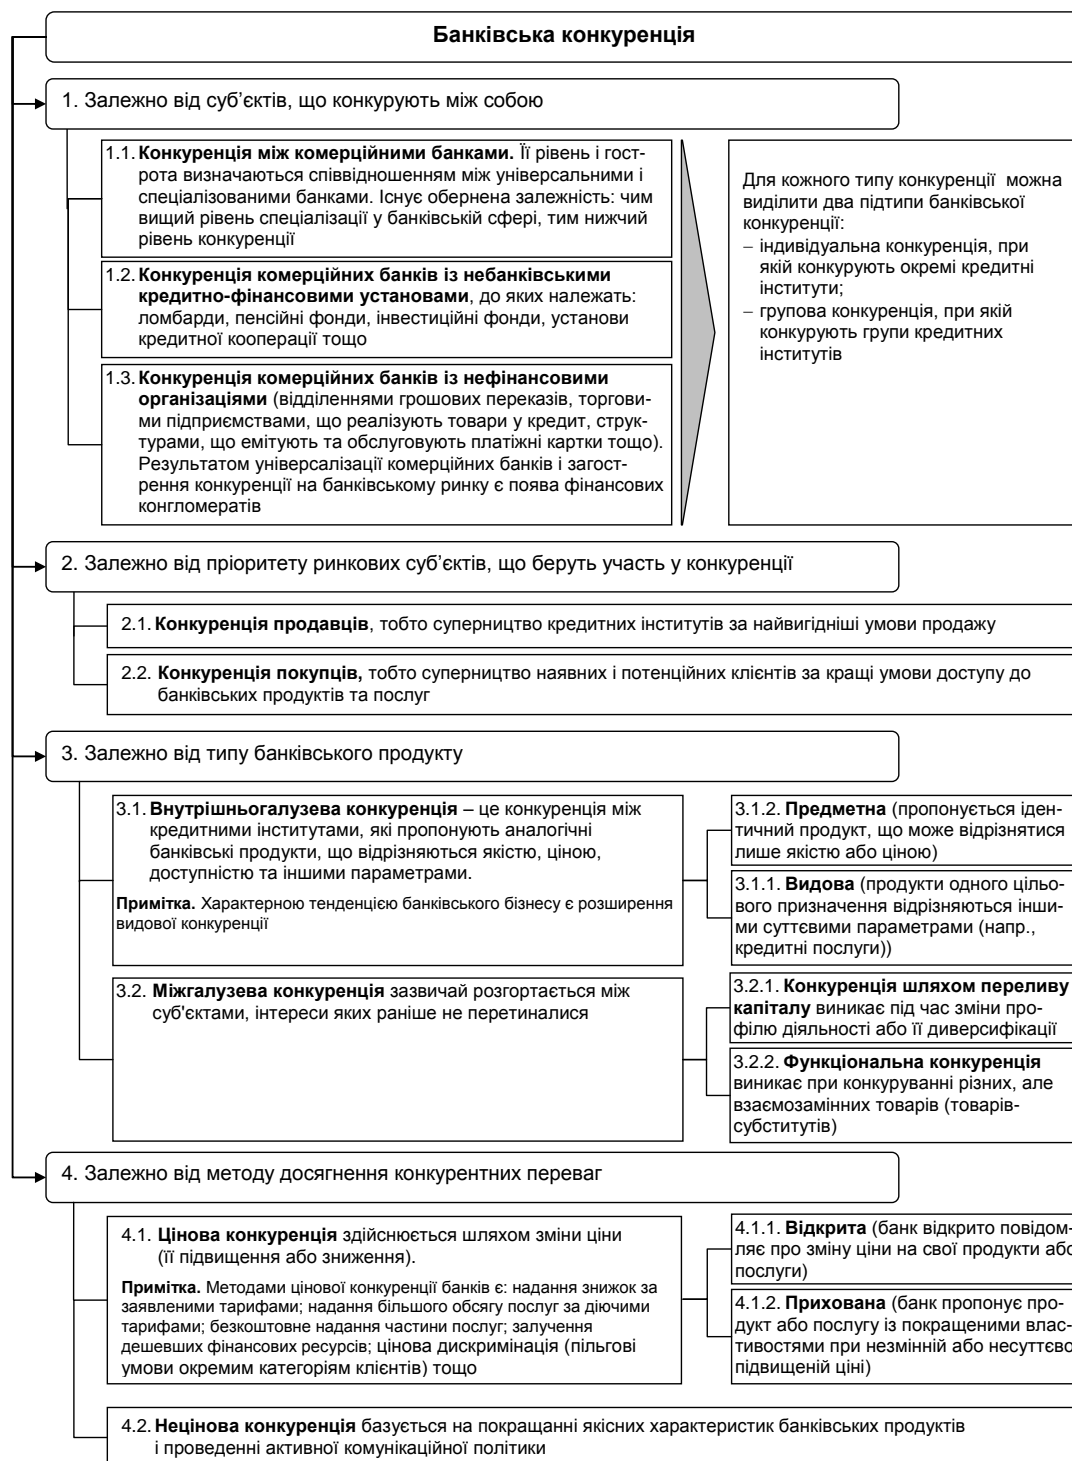 Банківська конкуренція
1. Залежно від суб’єктів, що конкурують між собою
1.1. Конкуренція між комерційними банками. Її рівень і гост-
рота визначаються співвідношенням між універсальними і
спеціалізованими банками. Існує обернена залежність: чим
вищий рівень спеціалізації у банківській сфері, тим нижчий
рівень конкуренції
1.2. Конкуренція комерційних банків із небанківськими
кредитно-фінансовими установами, до яких належать:
ломбарди, пенсійні фонди, інвестиційні фонди, установи
кредитної кооперації тощо
1.3. Конкуренція комерційних банків із нефінансовими
організаціями (відділеннями грошових переказів, торгови-
ми підприємствами, що реалізують товари у кредит, струк-
турами, що емітують та обслуговують платіжні картки тощо).
Результатом універсалізації комерційних банків і загост-
рення конкуренції на банківському ринку є поява фінансових
конгломератів
Для кожного типу конкуренції можна
виділити два підтипи банківської
конкуренції:
– індивідуальна конкуренція, при
якій конкурують окремі кредитні
інститути;
– групова конкуренція, при якій
конкурують групи кредитних
інститутів
2. Залежно від пріоритету ринкових суб’єктів, що беруть участь у конкуренції
2.1. Конкуренція продавців, тобто суперництво кредитних інститутів за найвигідніші умови продажу
2.2. Конкуренція покупців, тобто суперництво наявних і потенційних клієнтів за кращі умови доступу до
банківських продуктів та послуг
3. Залежно від типу банківського продукту
3.1. Внутрішньогалузева конкуренція – це конкуренція між
кредитними інститутами, які пропонують аналогічні
банківські продукти, що відрізняються якістю, ціною,
доступністю та іншими параметрами.
Примітка. Характерною тенденцією банківського бізнесу є розширення
видової конкуренції
3.1.2. Предметна (пропонується іден-
тичний продукт, що може відрізнятися
лише якістю або ціною)
3.1.1. Видова (продукти одного цільо-
вого призначення відрізняються інши-
ми суттєвими параметрами (напр.,
кредитні послуги))
3.2. Міжгалузева конкуренція зазвичай розгортається між
суб'єктами, інтереси яких раніше не перетиналися
3.2.1. Конкуренція шляхом переливу
капіталу виникає під час зміни про-
філю діяльності або її диверсифікації
3.2.2. Функціональна конкуренція
виникає при конкуруванні різних, але
взаємозамінних товарів (товарів-
субститутів)
4. Залежно від методу досягнення конкурентних переваг
4.1. Цінова конкуренція здійснюється шляхом зміни ціни
(її підвищення або зниження).
Примітка. Методами цінової конкуренції банків є: надання знижок за
заявленими тарифами; надання більшого обсягу послуг за діючими
тарифами; безкоштовне надання частини послуг; залучення
дешевших фінансових ресурсів; цінова дискримінація (пільгові
умови окремим категоріям клієнтів) тощо
4.1.1. Відкрита (банк відкрито повідом-
ляє про зміну ціни на свої продукти або
послуги)
4.1.2. Прихована (банк пропонує про-
дукт або послугу із покращеними влас-
тивостями при незмінній або несуттєво
підвищеній ціні)
4.2. Нецінова конкуренція базується на покращанні якісних характеристик банківських продуктів
і проведенні активної комунікаційної політики